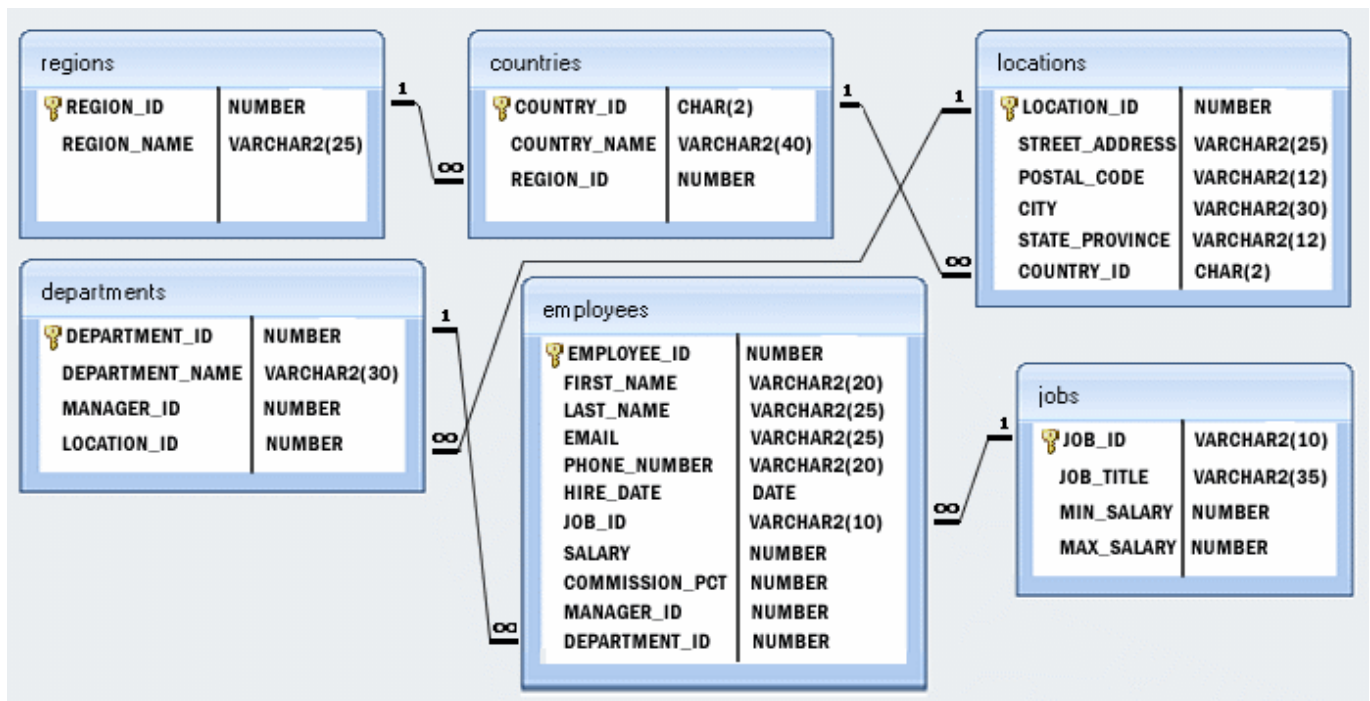 regions
REGION_ID NUMBER
REGION_NAME VARCHAR2(25)
1
∞
countries
COUNTRY_ID CHAR(2)
COUNTRY_NAME VARCHAR2(40)
REGION_ID NUMBER
1
∞
locations
1
LOCATION_ID NUMBER
STREET_ADDRESS VARCHAR2(25)
POSTAL_CODE VARCHAR2(12)
CITY VARCHAR2(30)
STATE_PROVINCE VARCHAR2(12)
COUNTRY_ID CHAR(2)
departments
DEPARTMENT_ID NUMBER
DEPARTMENT_NAME VARCHAR2(30)
MANAGER_ID NUMBER
LOCATION_ID NUMBER
1
∞
employees
EMPLOYEE_ID NUMBER
FIRST_NAME VARCHAR2(20)
LAST_NAME VARCHAR2(25)
EMAIL VARCHAR2(25)
PHONE_NUMBER VARCHAR2(20)
HIRE_DATE DATE
JOB_ID VARCHAR2(10)
SALARY NUMBER
COMMISSION_PCT NUMBER
MANAGER_ID NUMBER
DEPARTMENT_ID NUMBER
∞
1
∞
jobs
JOB_ID VARCHAR2(10)
JOB_TITLE VARCHAR2(35)
MIN_SALARY NUMBER
MAX_SALARY NUMBER